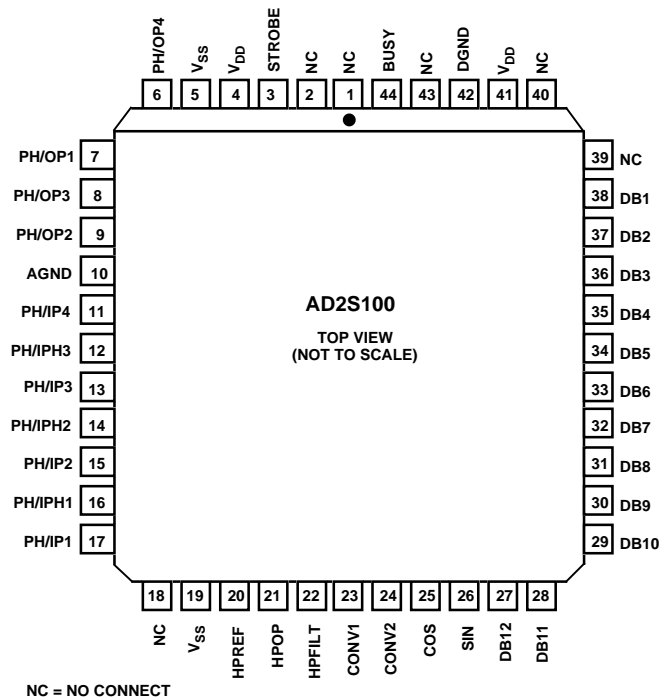 PH/OP4
VSS
VDD
STROBE
NC
NC
BUSY
NC
DGND
VDD
NC
6 5 4 3 2 1 44 43 42 41 40
PH/OP1 7
PH/OP3 8
PH/OP2 9
AGND 10
PH/IP4 11
PH/IPH3 12
PH/IP3 13
PH/IPH2 14
PH/IP2 15
PH/IPH1 16
PH/IP1 17
AD2S100
TOP VIEW
(NOT TO SCALE)
39 NC
38 DB1
37 DB2
36 DB3
35 DB4
34 DB5
33 DB6
32 DB7
31 DB8
30 DB9
29 DB10
18 19 20 21 22 23 24 25 26 27 28
NC
VSS
HPREF
HPOP
HPFILT
CONV1
CONV2
COS
SIN
DB12
DB11
NC = NO CONNECT